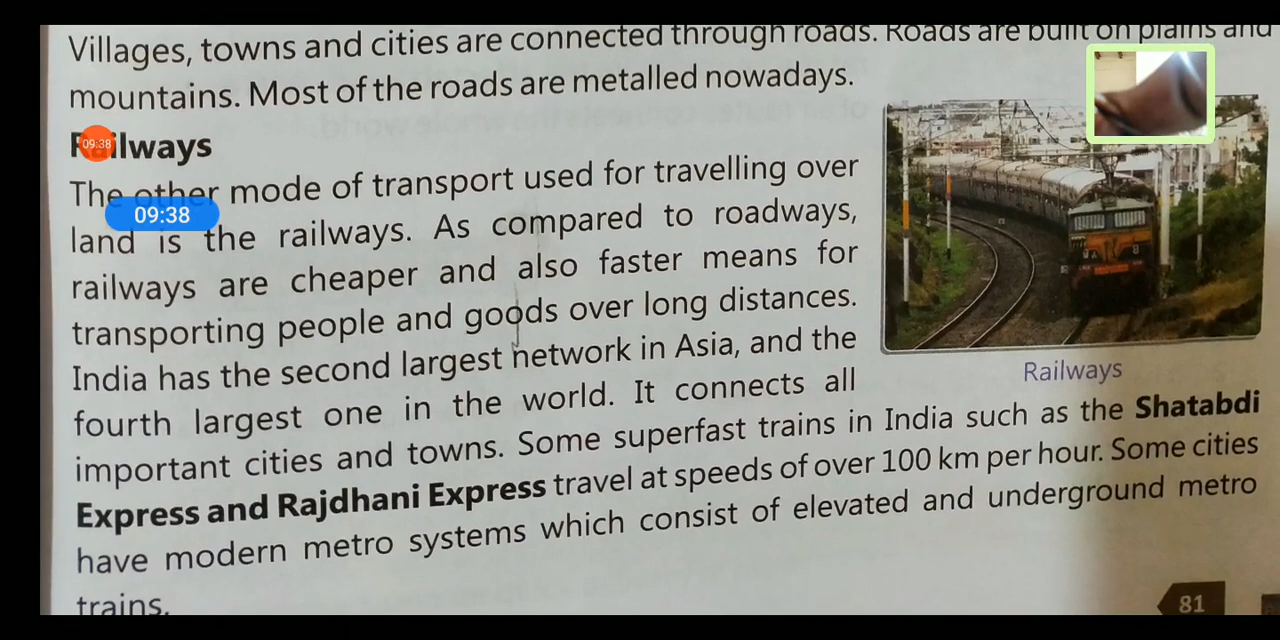 Villages, towns and cities are connected through roads. Roads are built on plains and
mountains. Most of the roads are metalled nowadays.
Railways
09:38
The other mode of transport used for travelling over
09:38
land is the railways. As compared to roadways,
railways are cheaper and also faster means for
transporting people and goods over long distances.
India has the second largest network in Asia, and the
fourth largest one in the world. It connects all
Railways
important cities and towns. Some superfast trains in India such as the Shatabdi
Express and Rajdhani Express travel at speeds of over 100 km per hour. Some cities
have modern metro systems which consist of elevated and underground metro
trains.
81